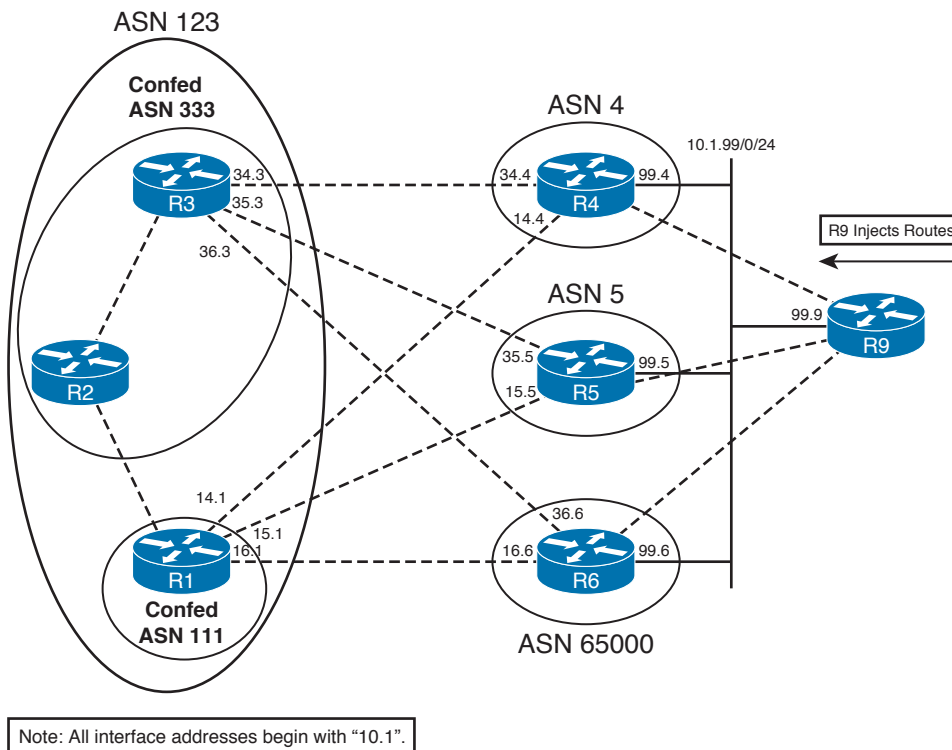 ASN 123
Confed
ASN 333
R3
34.3
35.3
36.3
R2
14.1
15.1
16.1
R1
Confed
ASN 111
ASN 4
34.4
99.4
R4
14.4
ASN 5
35.5
99.5
R5
15.5
36.6
16.6
99.6
R6
ASN 65000
10.1.99/0/24
R9 Injects Routes
99.9
R9
Note: All interface addresses begin with “10.1”.